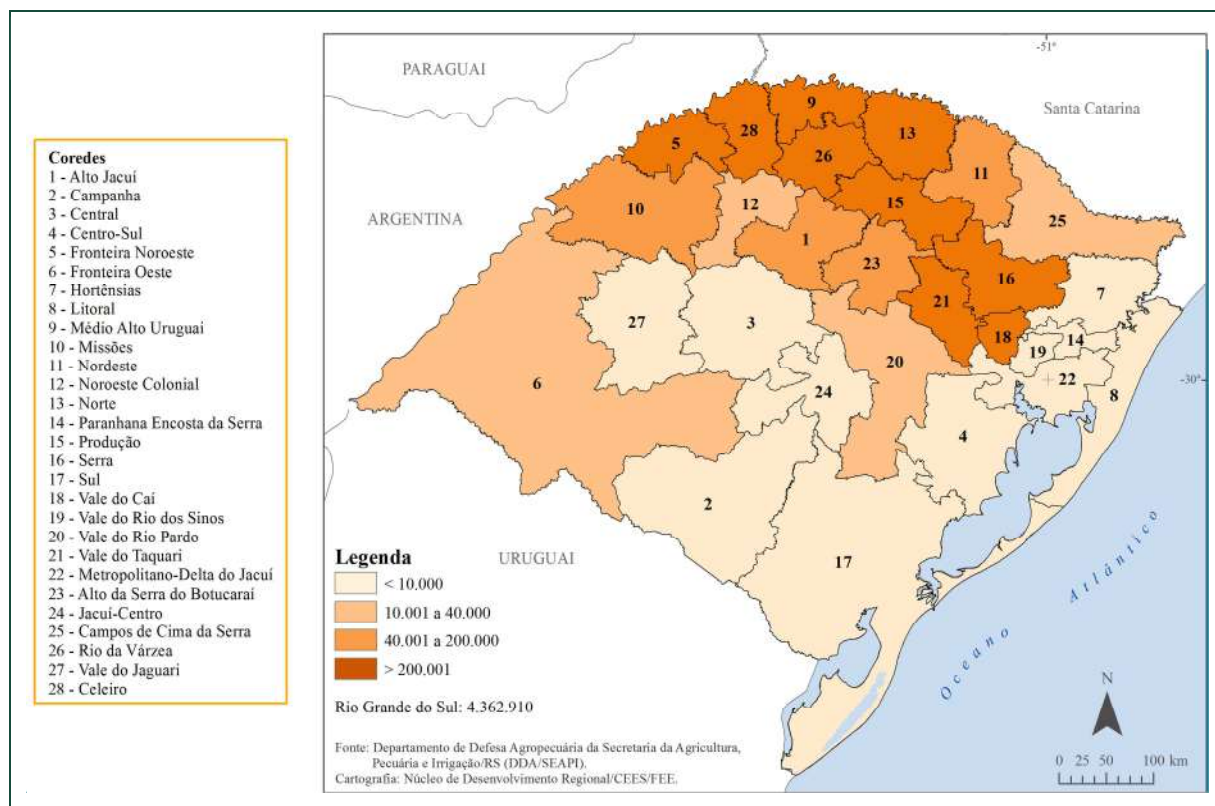 Coredes
1 - Alto Jacuí
2 - Campanha
3 - Central
4 - Centro-Sul
5 - Fronteira Noroeste
6 - Fronteira Oeste
7 - Hortênsias
8 - Litoral
9 - Médio Alto Uruguai
10 - Missões
11 - Nordeste
12 - Noroeste Colonial
13 - Norte
14 - Paranhana Encosta da Serra
15 - Produção
16 - Serra
17 - Sul
18 - Vale do Caí
19 - Vale do Rio dos Sinos
20 - Vale do Rio Pardo
21 - Vale do Taquari
22 - Metropolitano-Delta do Jacuí
23 - Alto da Serra do Botucaraí
24 - Jacuí-Centro
25 - Campos de Cima da Serra
26 - Rio da Várzea
27 - Vale do Jaguari
28 - Celeiro
-51°
PARAGUAI
Santa Catarina
9
28
13
5
26
11
15
12
ARGENTINA
10
25
1
23
16
7
21
27
3
18
14
19
20
6
22
-30°
8
24
4
2
URUGUAI
17
Oceano Atlántico
Legenda
< 10.000
10.001 a 40.000
40.001 a 200.000
> 200.001
N
Rio Grande do Sul: 4.362.910
Fonte: Departamento de Defesa Agropecuária da Secretaria da Agricultura,
Pecuária e Irrigação/RS (DDA/SEAPI).
Cartografia: Núcleo de Desenvolvimento Regional/CEES/FEE.
0 25 50 100 km